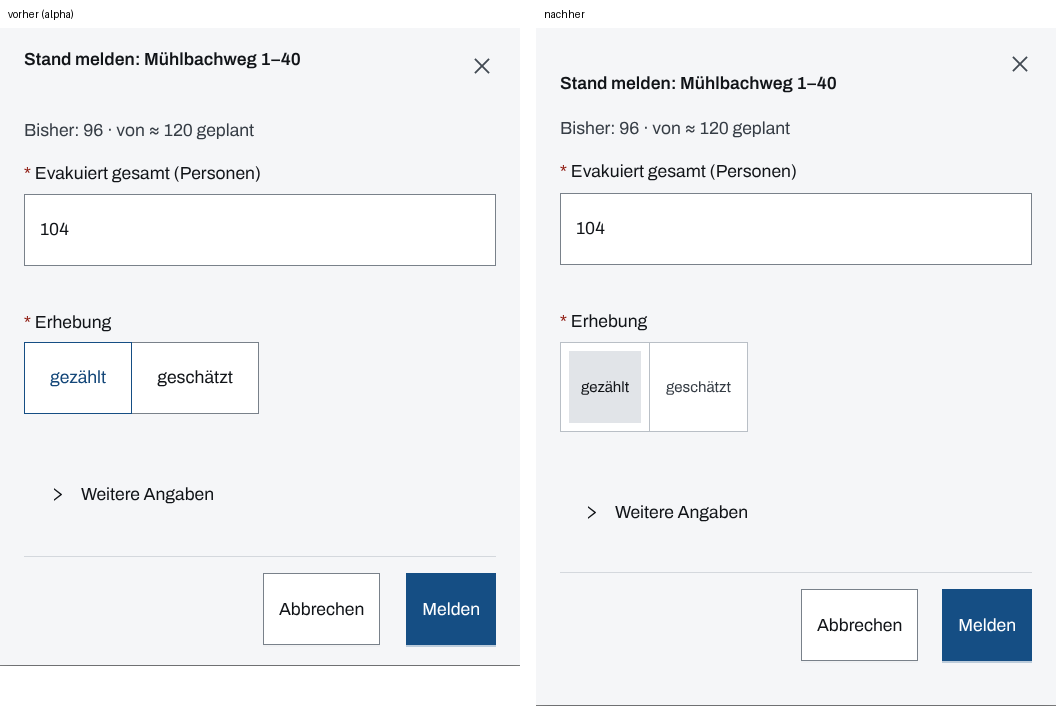 vorher (alpha)
Stand melden: Mühlbachweg 1–40
Bisher: 96 · von ≈ 120 geplant
* Evakuiert gesamt (Personen)
104
* Erhebung
gezählt
geschätzt
Weitere Angaben
Abbrechen
Melden
nachher
Stand melden: Mühlbachweg 1–40
Bisher: 96 · von ≈ 120 geplant
* Evakuiert gesamt (Personen)
104
* Erhebung
gezählt
geschätzt
Weitere Angaben
Abbrechen
Melden